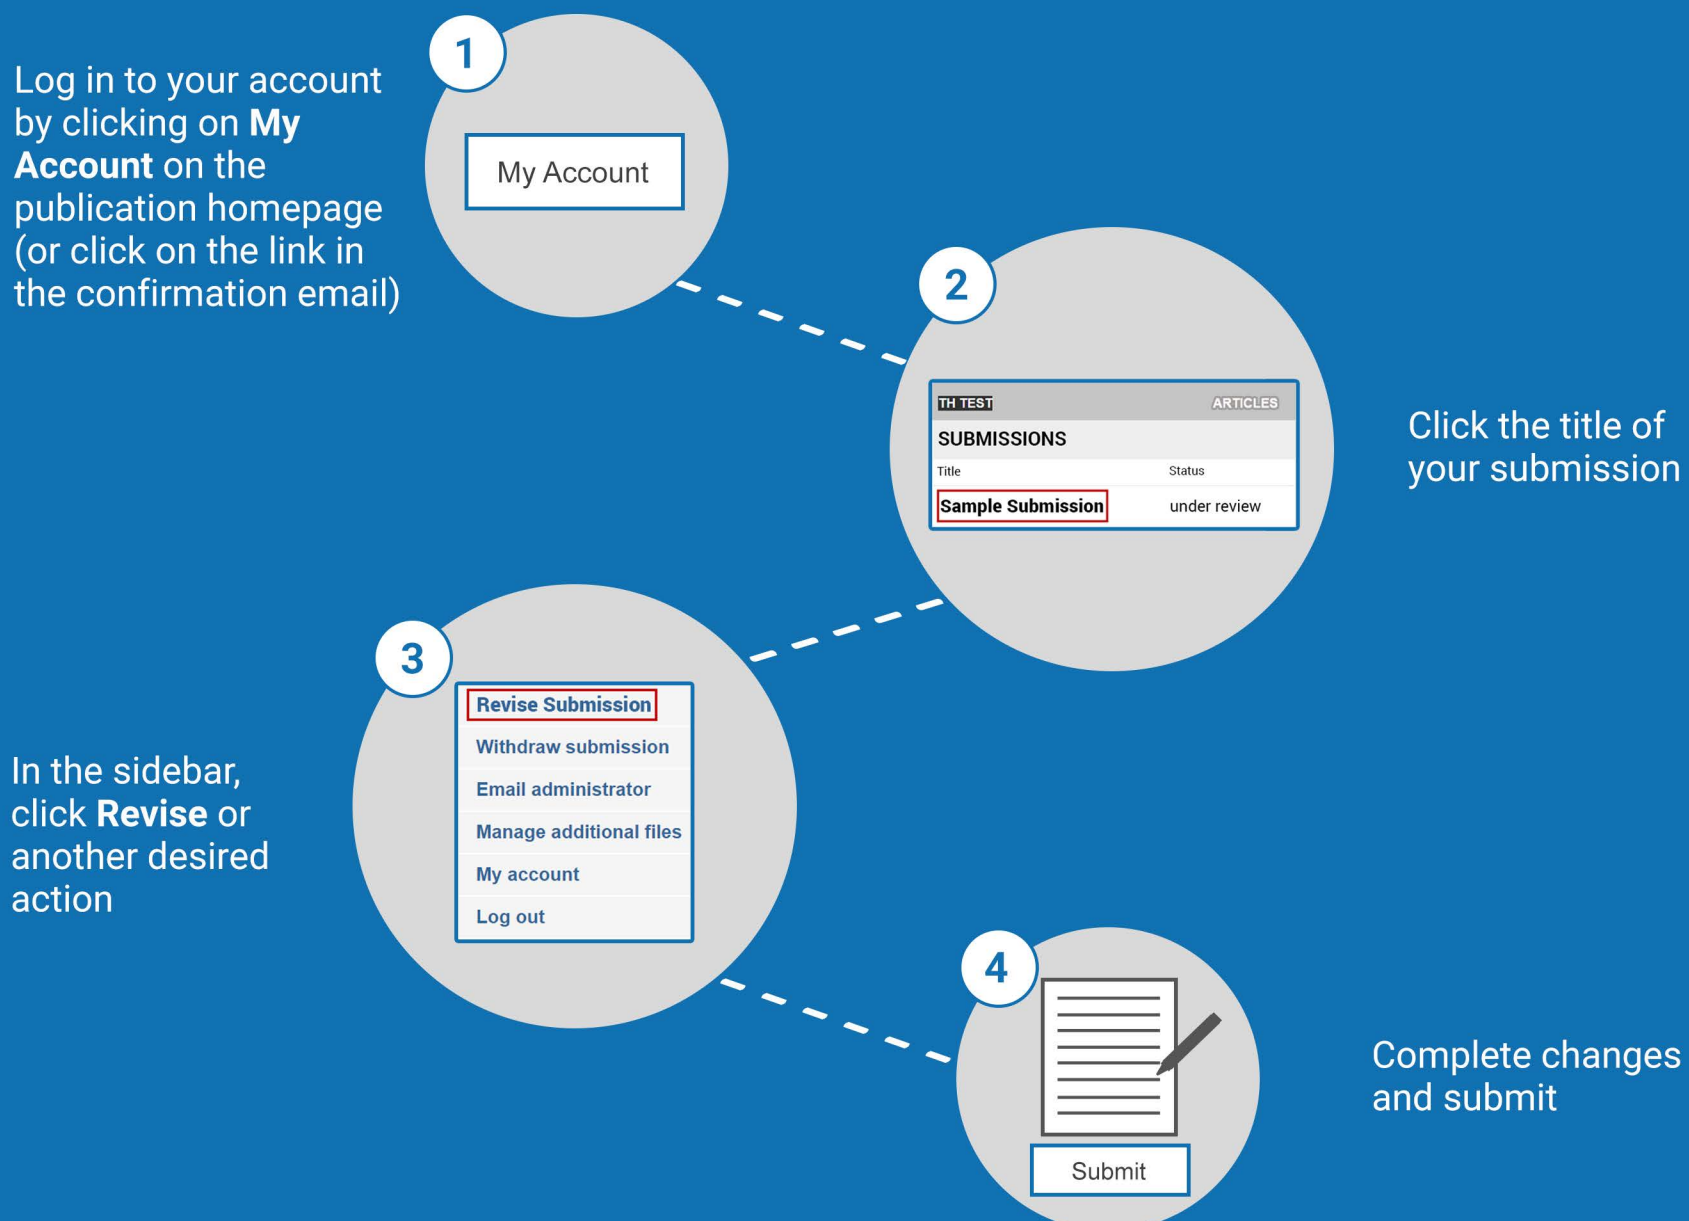 1
Log in to your account
by clicking on My
Account on the
publication homepage
(or click on the link in
the confirmation email)
My Account
2
TH TEST ARTICLES
SUBMISSIONS
Title Status
Sample Submission under review
Click the title of
your submission
3
Revise Submission
Withdraw submission
Email administrator
Manage additional files
My account
Log out
In the sidebar,
click Revise or
another desired
action
4
Submit
Complete changes
and submit